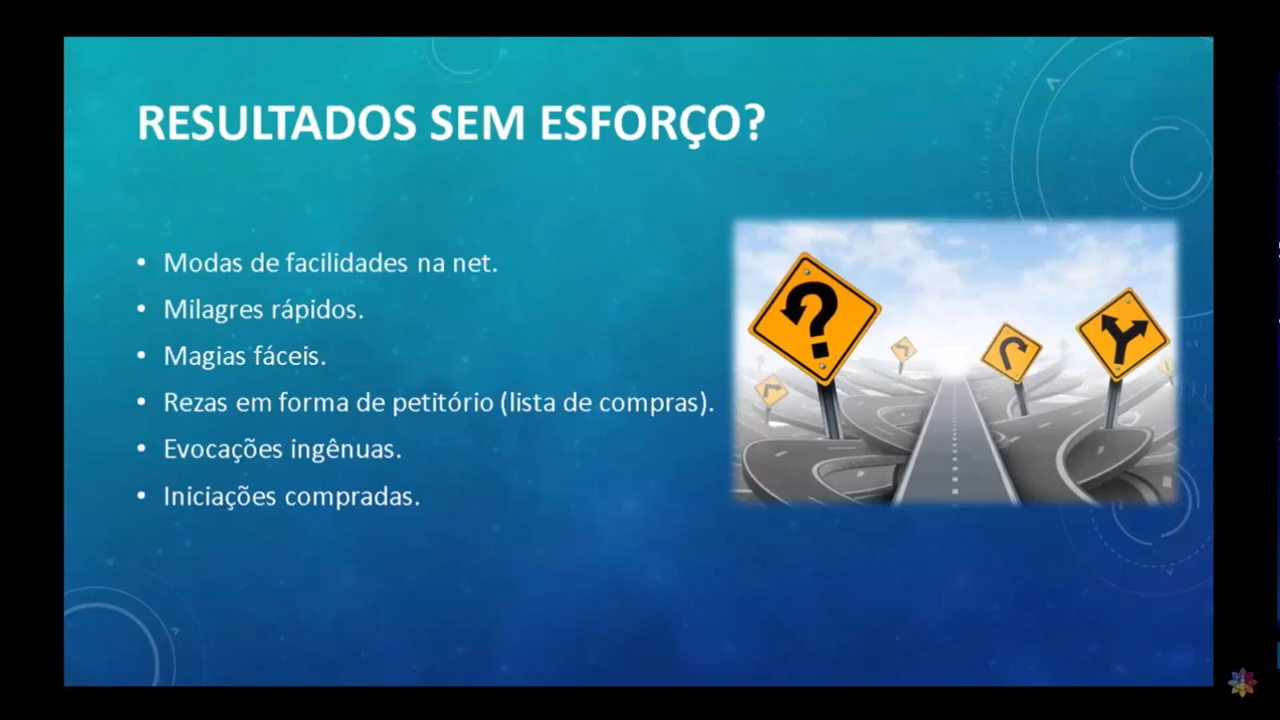 RESULTADOS SEM ESFORÇO?
• Modas de facilidades na net.
• Milagres rápidos.
• Magias fáceis.
• Rezas em forma de petitório (lista de compras).
• Evocações ingênuas.
• Iniciações compradas.